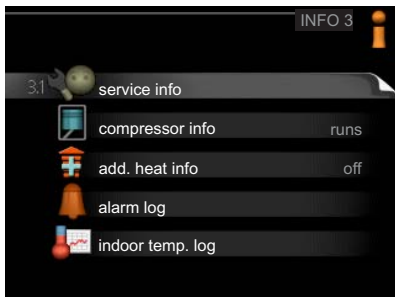 INFO 3
3.1 service info
compressor info runs
add. heat info off
alarm log
indoor temp. log